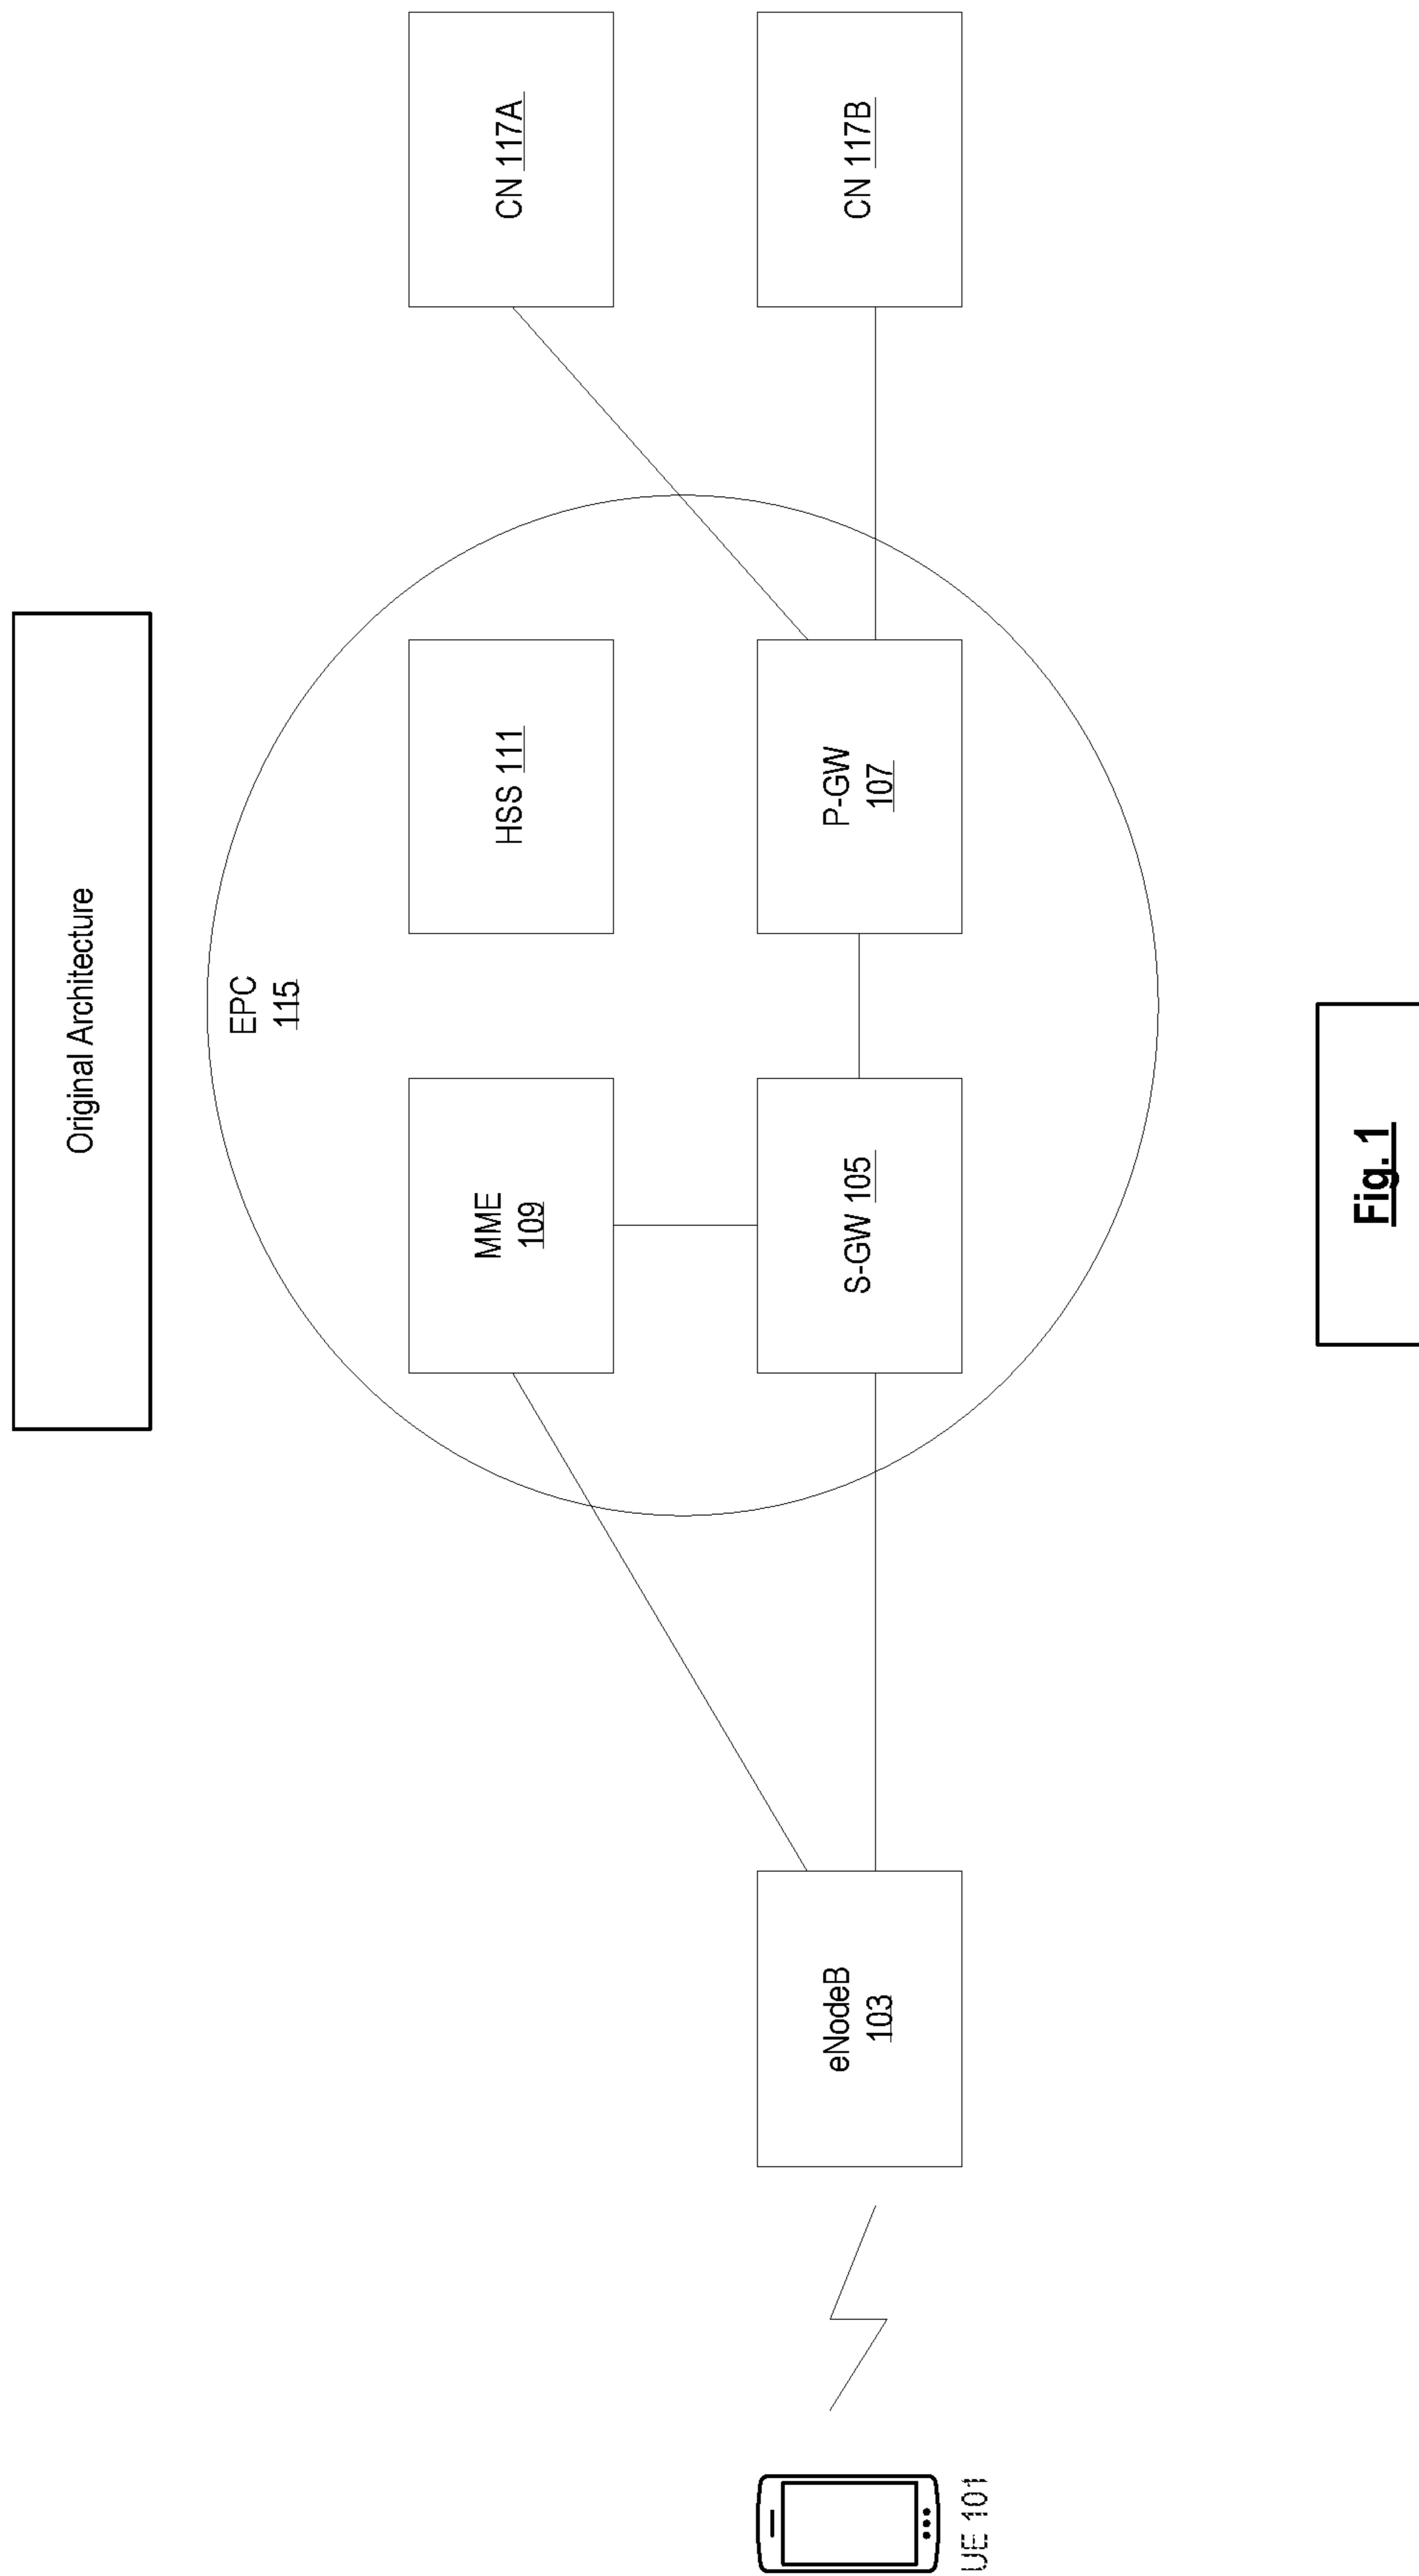 Original Architecture
EPC
115
MME
109
HSS 111
CN 117A
UE 101
eNodeB
103
S-GW 105
P-GW
107
CN 117B
Fig. 1